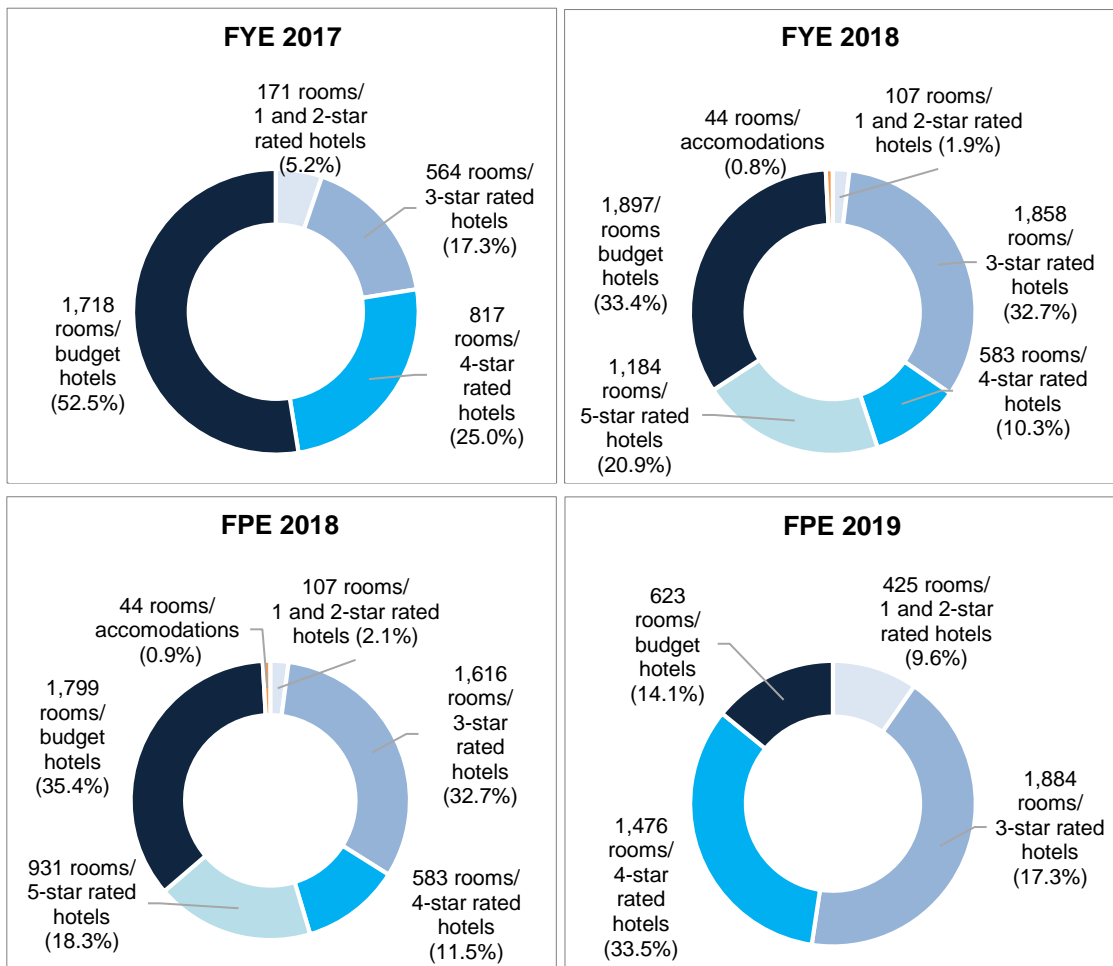 FYE 2017
171 rooms/
1 and 2-star
rated hotels
(5.2%)
564 rooms/
3-star rated
hotels
(17.3%)
817
rooms/
4-star
rated
hotels
(25.0%)
1,718
rooms/
budget
hotels
(52.5%)
FYE 2018
107 rooms/
1 and 2-star rated
hotels (1.9%)
44 rooms/
accomodations
(0.8%)
1,858
rooms/
3-star rated
hotels
(32.7%)
583 rooms/
4-star rated
hotels
(10.3%)
1,184
rooms/
5-star rated
hotels
(20.9%)
1,897/
rooms
budget
hotels
(33.4%)
FPE 2018
107 rooms/
1 and 2-star rated
hotels (2.1%)
44 rooms/
accomodations
(0.9%)
1,616
rooms/
3-star
rated
hotels
(32.7%)
583 rooms/
4-star rated
hotels
(11.5%)
931 rooms/
5-star rated
hotels
(18.3%)
1,799
rooms/
budget
hotels
(35.4%)
FPE 2019
425 rooms/
1 and 2-star
rated hotels
(9.6%)
623
rooms/
budget
hotels
(14.1%)
1,884
rooms/
3-star rated
hotels
(17.3%)
1,476
rooms/
4-star
rated
hotels
(33.5%)